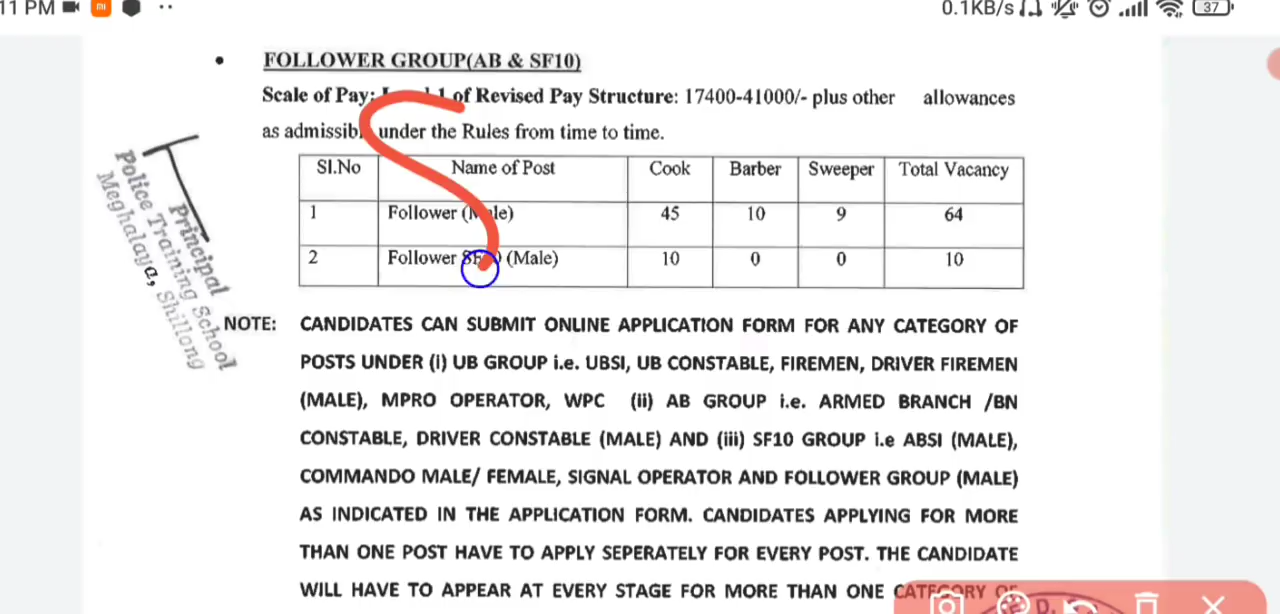 11 PM
0.1KB/s
37
FOLLOWER GROUP(AB & SF10)
Scale of Pay: of Revised Pay Structure: 17400-41000/- plus other allowances
under the Rules from time to time.
Sl.No Name of Post Cook Barber Sweeper Total Vacancy
1 Follower (Male) 45 10 9 64
2 Follower (Male) 10 0 0 10
Principal
Police Training School
Meghalaya, Shillong
NOTE: CANDIDATES CAN SUBMIT ONLINE APPLICATION FORM FOR ANY CATEGORY OF
POSTS UNDER (i) UB GROUP i.e. UBSI, UB CONSTABLE, FIREMEN, DRIVER FIREMEN
(MALE), MPRO OPERATOR, WPC (ii) AB GROUP i.e. ARMED BRANCH /BN
CONSTABLE, DRIVER CONSTABLE (MALE) AND (iii) SF10 GROUP i.e ABSI (MALE),
COMMANDO MALE/ FEMALE, SIGNAL OPERATOR AND FOLLOWER GROUP (MALE)
AS INDICATED IN THE APPLICATION FORM. CANDIDATES APPLYING FOR MORE
THAN ONE POST HAVE TO APPLY SEPERATELY FOR EVERY POST. THE CANDIDATE
WILL HAVE TO APPEAR AT EVERY STAGE FOR MORE THAN ONE CATEGORY OF